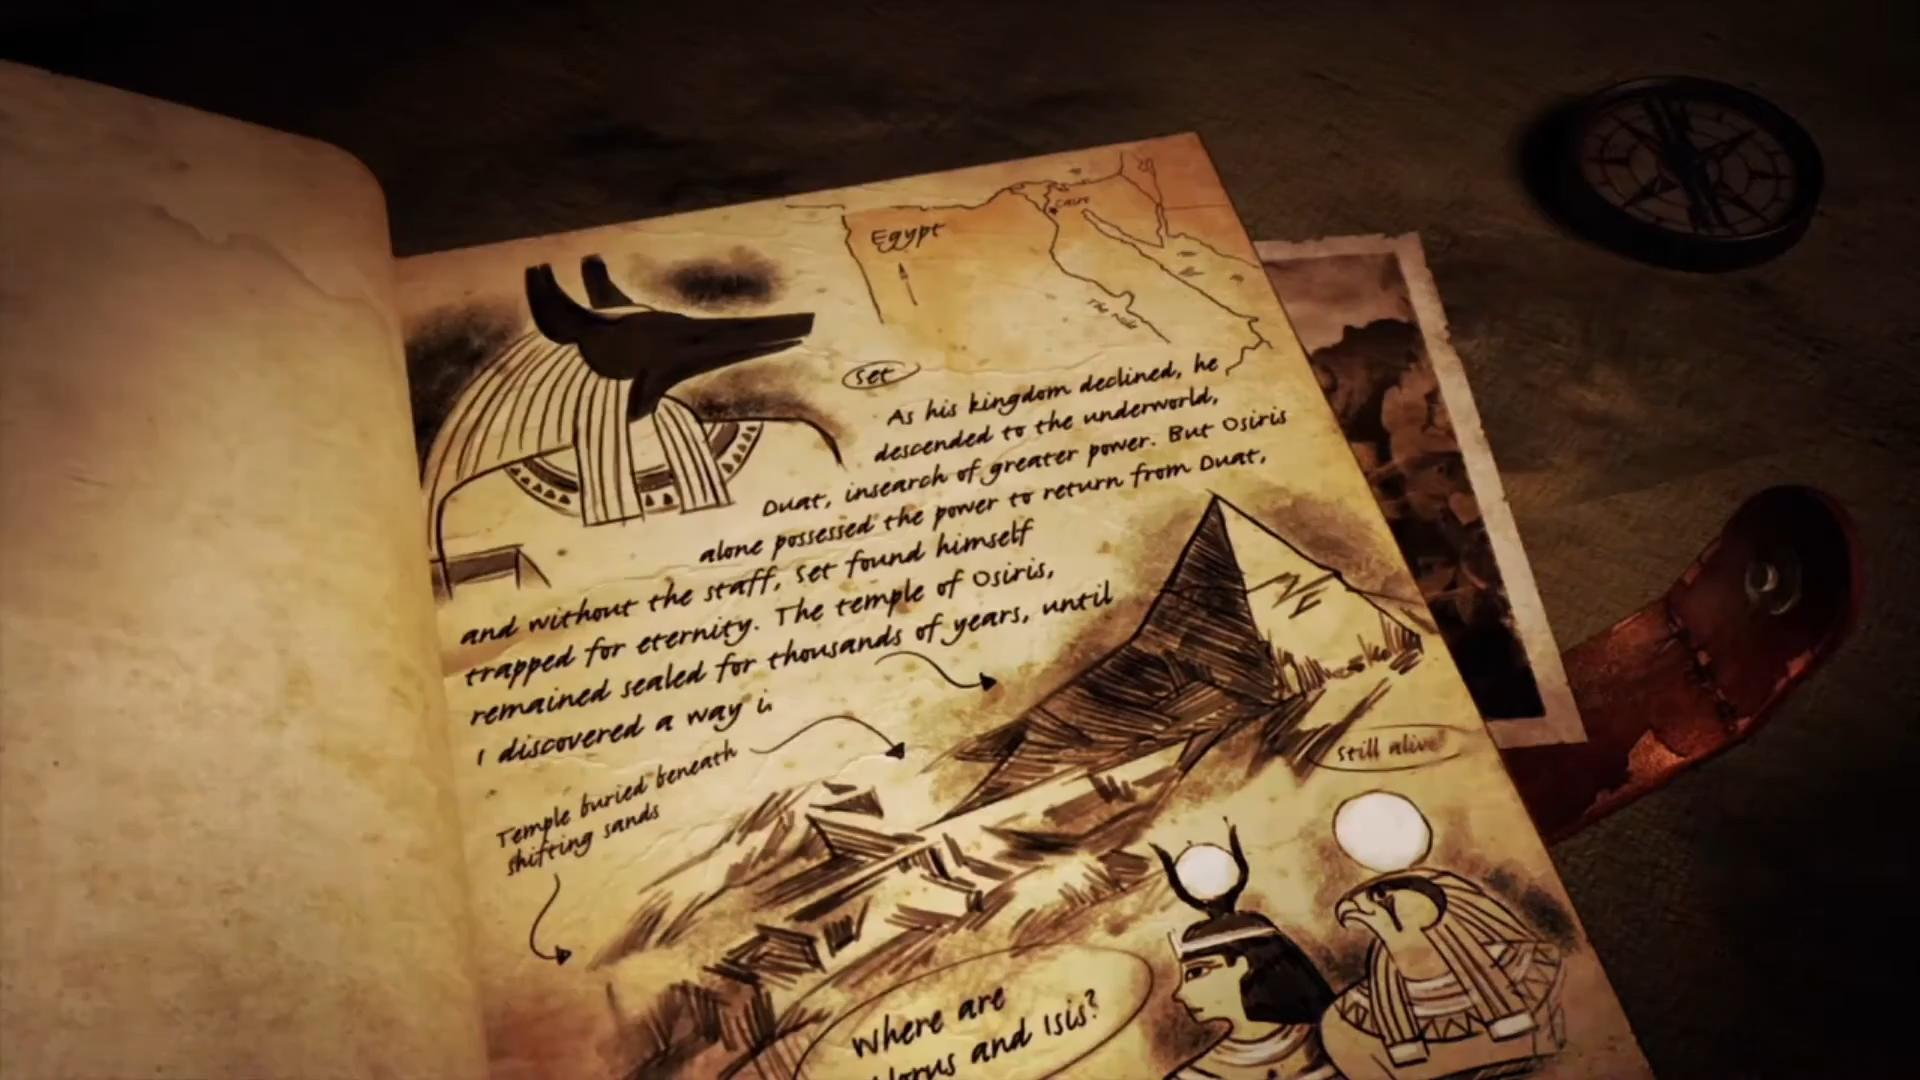 Egypt
Cairo
The Nile
Set
As his kingdom declined, he
descended to the underworld,
Duat, insearch of greater power. But Osiris
alone possessed the power to return from Duat,
and without the staff, Set found himself
trapped for eternity. The temple of Osiris,
remained sealed for thousands of years, until
I discovered a way i
Temple buried beneath
shifting sands
still alive
Where are
Horus and Isis?